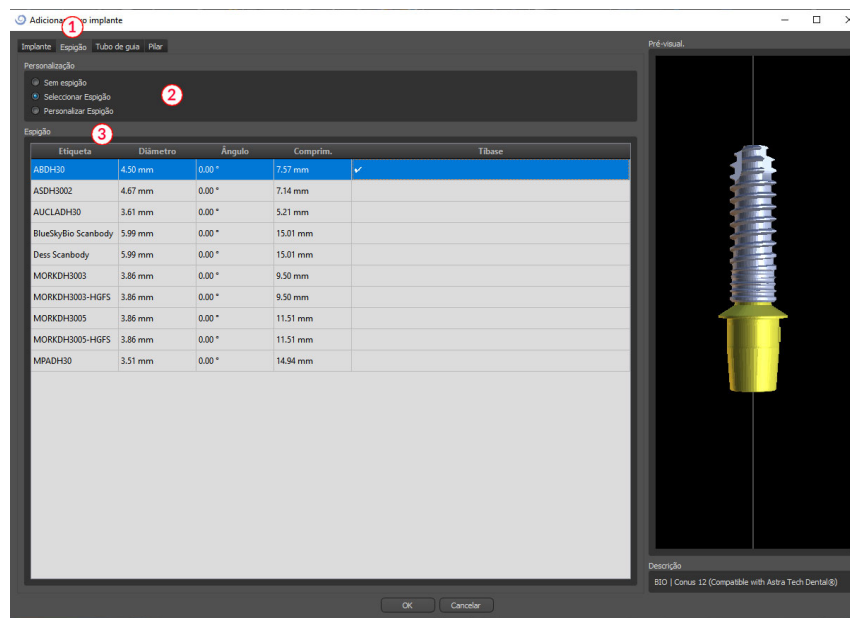 Adicionar novo implante
1
Implante Espigão Tubo de guia Pilar
Pré-visual.
Personalização
Sem espigão
Seleccionar Espigão
Personalizar Espigão
2
Espigão
3
Etiqueta Diâmetro Ângulo Comprim. Tibase
ABDH30 4.50 mm 0.00 ° 7.57 mm ✔
ASDH3002 4.67 mm 0.00 ° 7.14 mm
AUCLADH30 3.61 mm 0.00 ° 5.21 mm
BlueSkyBio Scanbody 5.99 mm 0.00 ° 15.01 mm
Dess Scanbody 5.99 mm 0.00 ° 15.01 mm
MORKDH3003 3.86 mm 0.00 ° 9.50 mm
MORKDH3003-HGFS 3.86 mm 0.00 ° 9.50 mm
MORKDH3005 3.86 mm 0.00 ° 11.51 mm
MORKDH3005-HGFS 3.86 mm 0.00 ° 11.51 mm
MPADH30 3.51 mm 0.00 ° 14.94 mm
Descrição
BIO | Conus 12 (Compatible with Astra Tech Dental®)
OK Cancelar